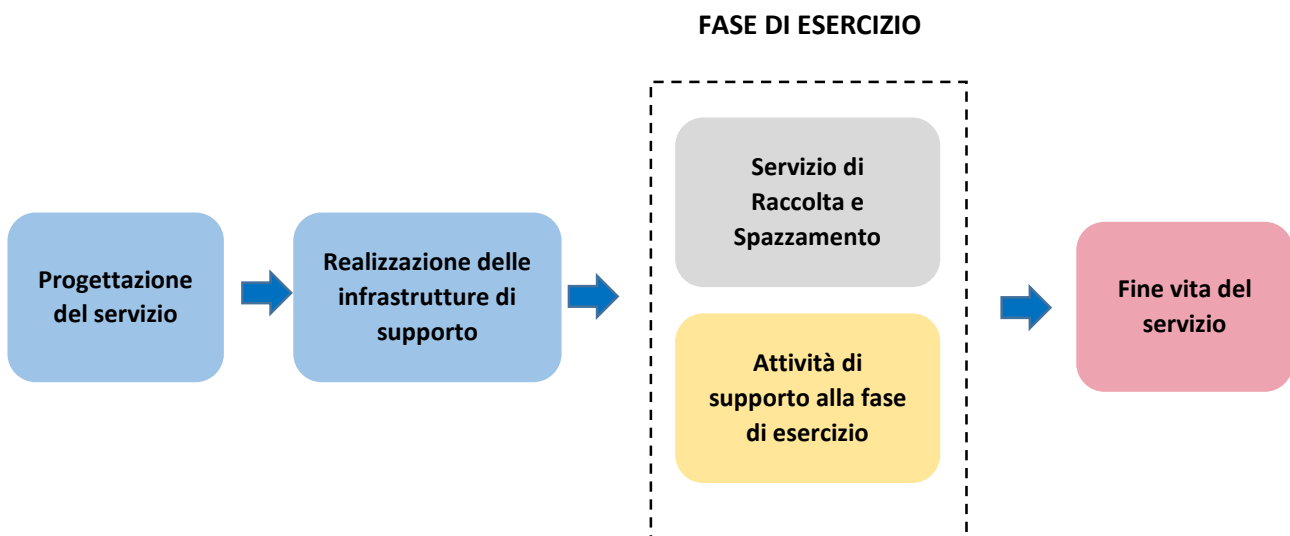 FASE DI ESERCIZIO
Progettazione
del servizio
Realizzazione delle
infrastrutture di
supporto
Servizio di
Raccolta e
Spazzamento
Attività di
supporto alla fase
di esercizio
Fine vita del
servizio